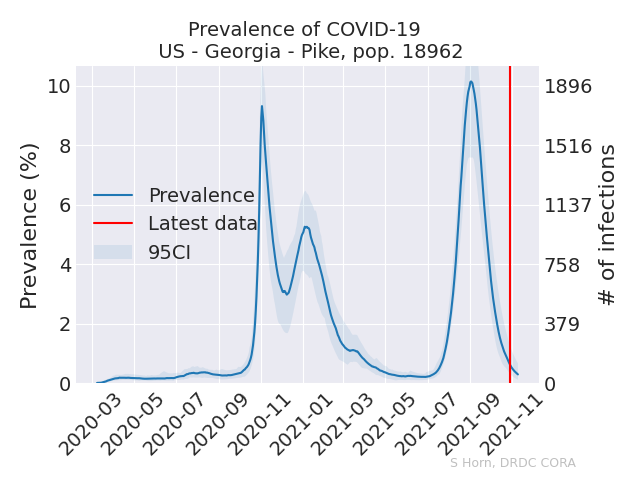 Prevalence of COVID-19
US - Georgia - Pike, pop. 18962
Prevalence (%)
10
8
6
4
2
0
1896
1516
1137
758
379
0
# of infections
Prevalence
Latest data
95CI
2020-03
2020-05
2020-07
2020-09
2020-11
2021-01
2021-03
2021-05
2021-07
2021-09
2021-11
S Horn, DRDC CORA